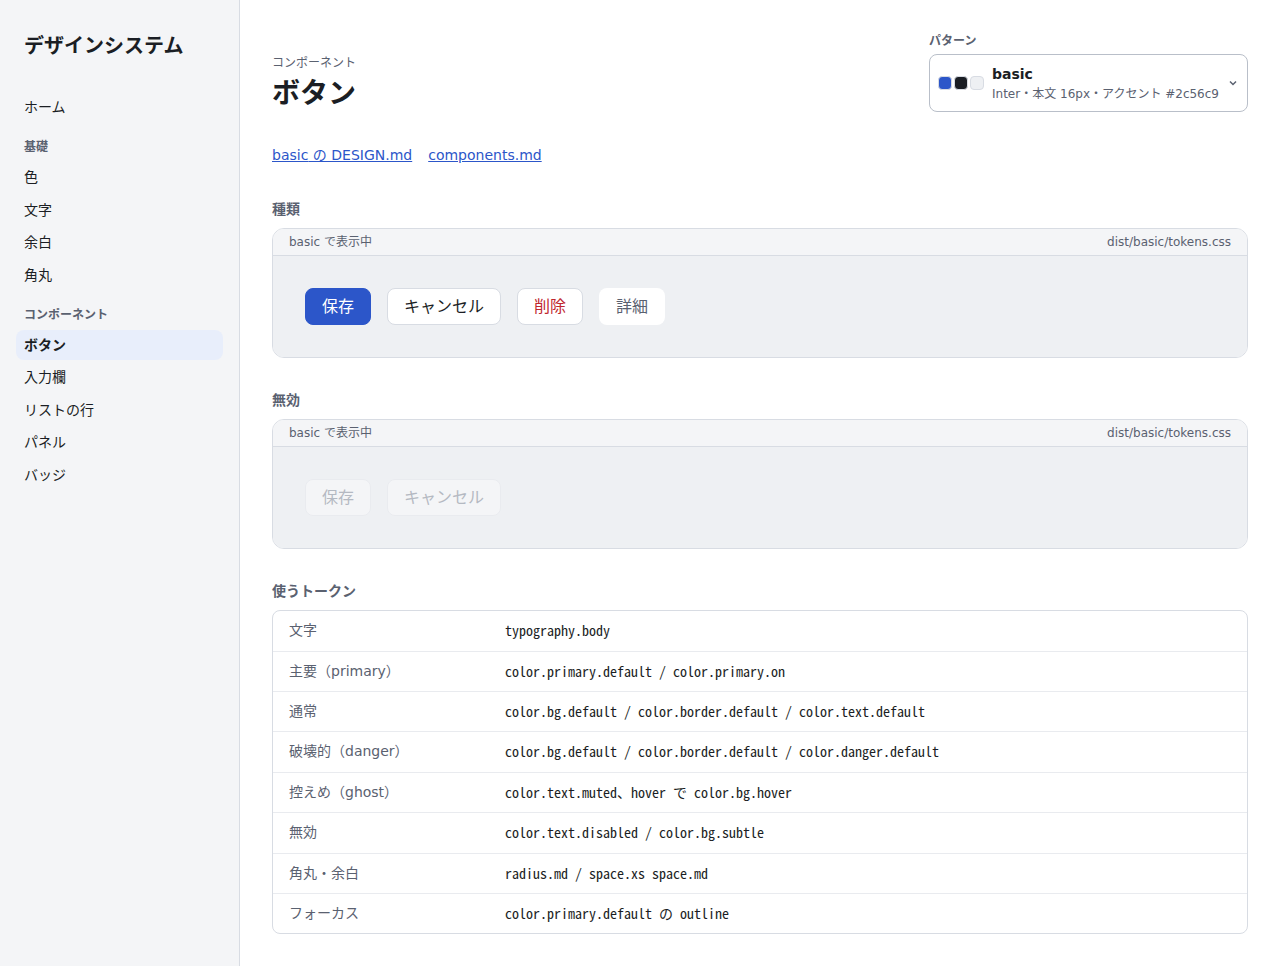 デザインシステム
ホーム
基礎
色
文字
余白
角丸
コンポーネント
ボタン
入力欄
リストの行
パネル
バッジ
コンポーネント
ボタン
パターン
basic
Inter・本文 16px・アクセント #2c56c9
basic の DESIGN.md components.md
種類
basic で表示中 dist/basic/tokens.css
保存 キャンセル 削除 詳細
無効
basic で表示中 dist/basic/tokens.css
保存 キャンセル
使うトークン
文字 typography.body
主要（primary） color.primary.default / color.primary.on
通常 color.bg.default / color.border.default / color.text.default
破壊的（danger） color.bg.default / color.border.default / color.danger.default
控えめ（ghost） color.text.muted、hover で color.bg.hover
無効 color.text.disabled / color.bg.subtle
角丸・余白 radius.md / space.xs space.md
フォーカス color.primary.default の outline